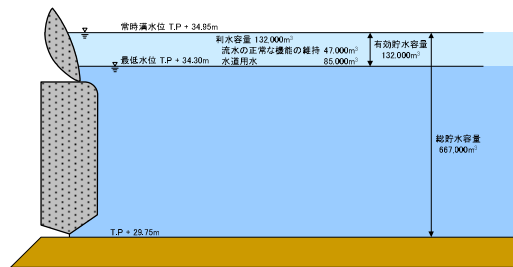 常時満水位 T.P + 34.95m
利水容量 132,000m³
流水の正常な機能の維持 47,000m³
水道用水 85,000m³
有効貯水容量
132,000m³
最低水位 T.P + 34.30m
総貯水容量
667,000m³
T.P + 29.75m